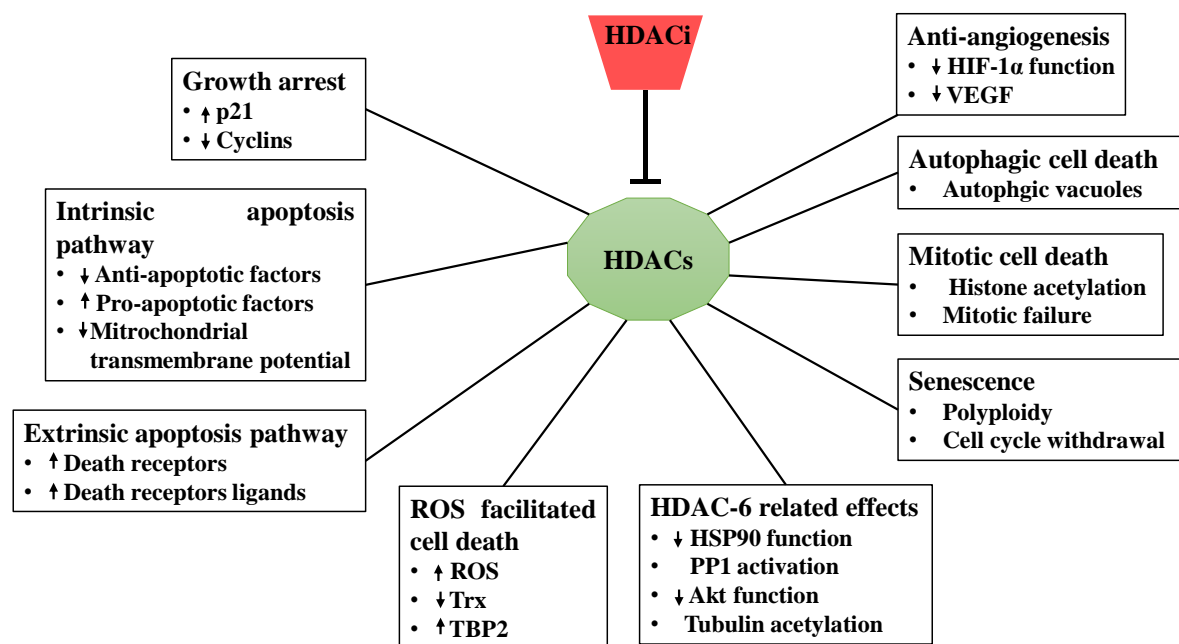 HDACi
HDACs
Growth arrest
• ↑ p21
• ↓ Cyclins
Intrinsic apoptosis
pathway
• ↓ Anti-apoptotic factors
• ↑ Pro-apoptotic factors
• ↓ Mitrochondrial
transmembrane potential
Extrinsic apoptosis pathway
• ↑ Death receptors
• ↑ Death receptors ligands
ROS facilitated
cell death
• ↑ ROS
• ↓ Trx
• ↑ TBP2
HDAC-6 related effects
• ↓ HSP90 function
• PP1 activation
• ↓ Akt function
• Tubulin acetylation
Anti-angiogenesis
• ↓ HIF-1α function
• ↓ VEGF
Autophagic cell death
• Autophgic vacuoles
Mitotic cell death
• Histone acetylation
• Mitotic failure
Senescence
• Polyploidy
• Cell cycle withdrawal